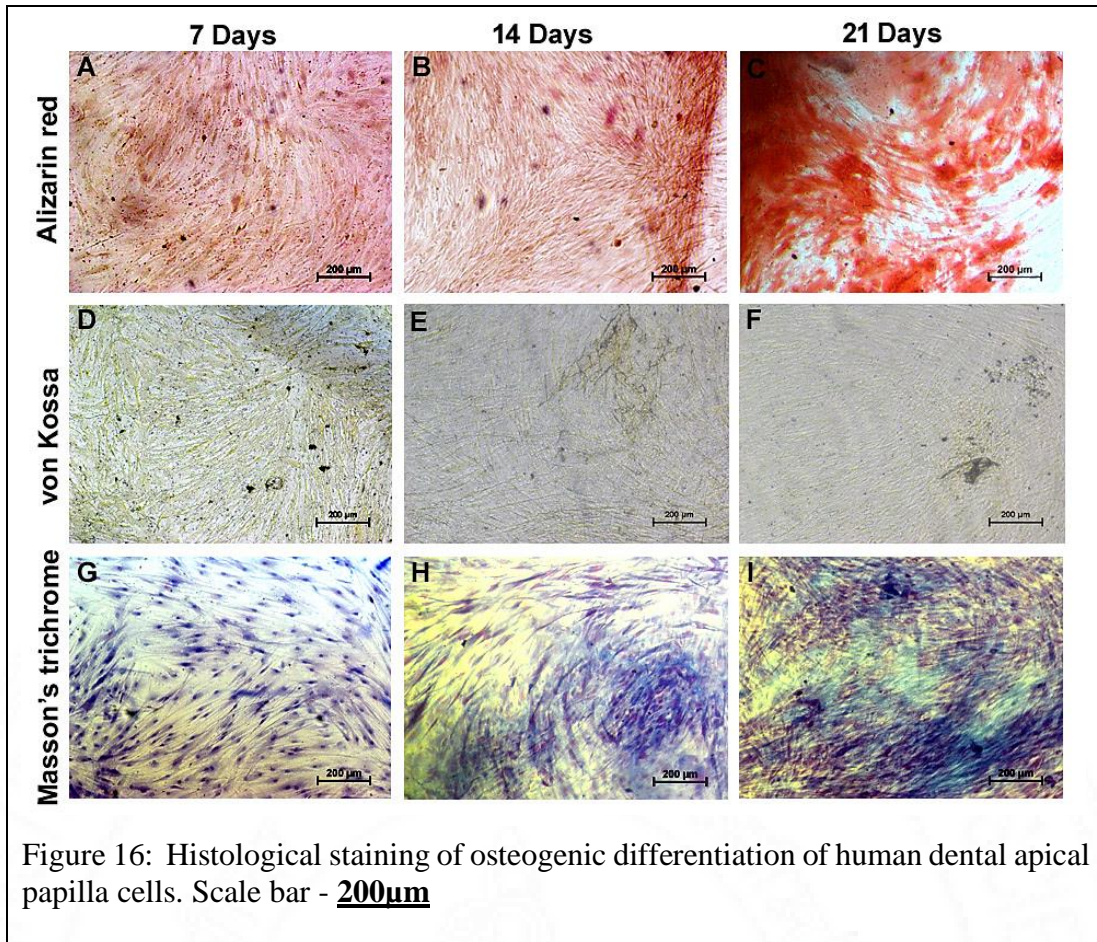 7 Days 14 Days 21 Days
Alizarin red
A B C
200 µm 200 µm 200 µm
von Kossa
D E F
200 µm 200 µm 200 µm
Masson's trichrome
G H I
200 µm 200 µm 200 µm
Figure 16: Histological staining of osteogenic differentiation of human dental apical
papilla cells. Scale bar - 200µm